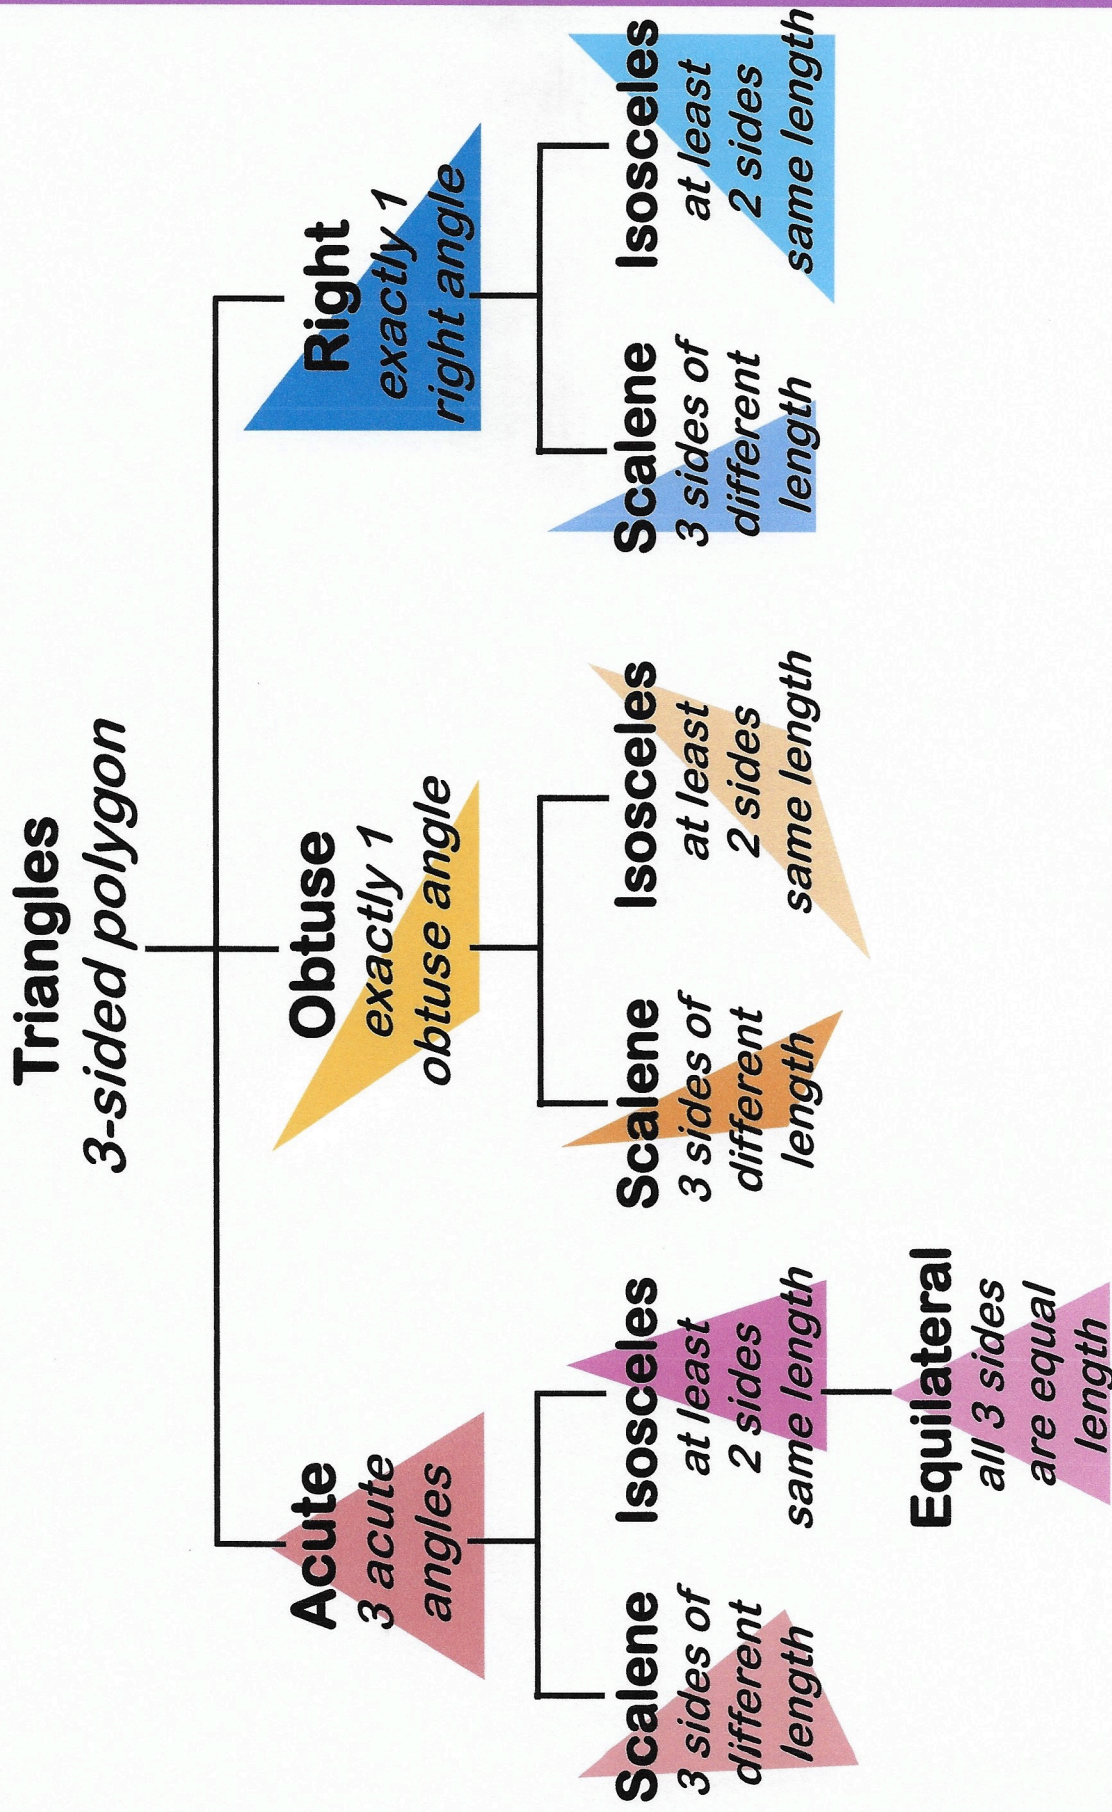 Triangles
3-sided polygon
Acute
3 acute
angles
Obtuse
exactly 1
obtuse angle
Right
exactly 1
right angle
Scalene
3 sides of
different
length
Isosceles
at least
2 sides
same length
Scalene
3 sides of
different
length
Isosceles
at least
2 sides
same length
Scalene
3 sides of
different
length
Isosceles
at least
2 sides
same length
Equilateral
all 3 sides
are equal
length